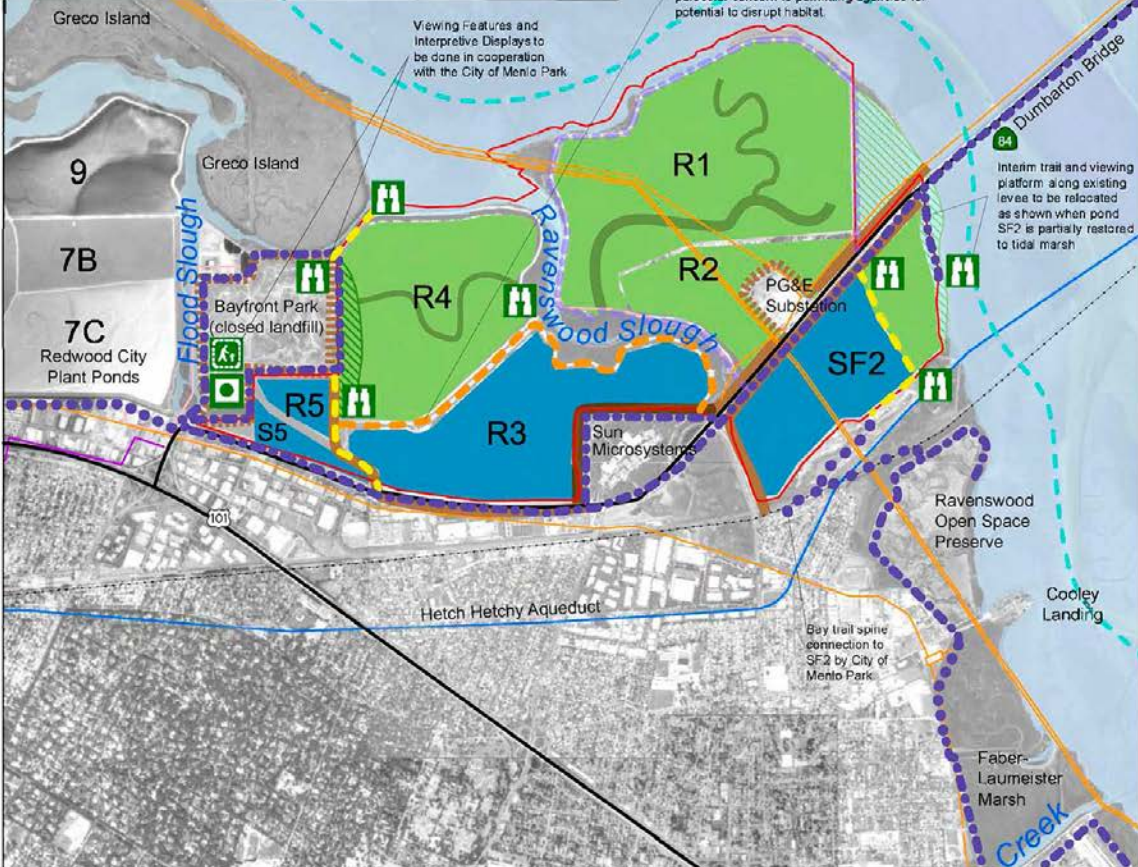 potential to disrupt habitat.
Greco Island
Viewing Features and
Interpretive Displays to
be done in cooperation
with the City of Menlo Park
Dumbarton Bridge
84
Interim trail and viewing
platform along existing
levee to be relocated
as shown when pond
SF2 is partially restored
to tidal marsh
9
Greco Island
R1
Flood Slough
Ravenswood Slough
7B
R4
R2
PG&E
Substation
Bayfront Park
(closed landfill)
7C
Redwood City
Plant Ponds
SF2
R5
S5
R3
Sun
Microsystems
101
Ravenswood
Open Space
Preserve
Hetch Hetchy Aqueduct
Cooley
Landing
Bay trail spine
connection to
SF2 by City of
Menlo Park
Faber-
Laumeister
Marsh
Creek